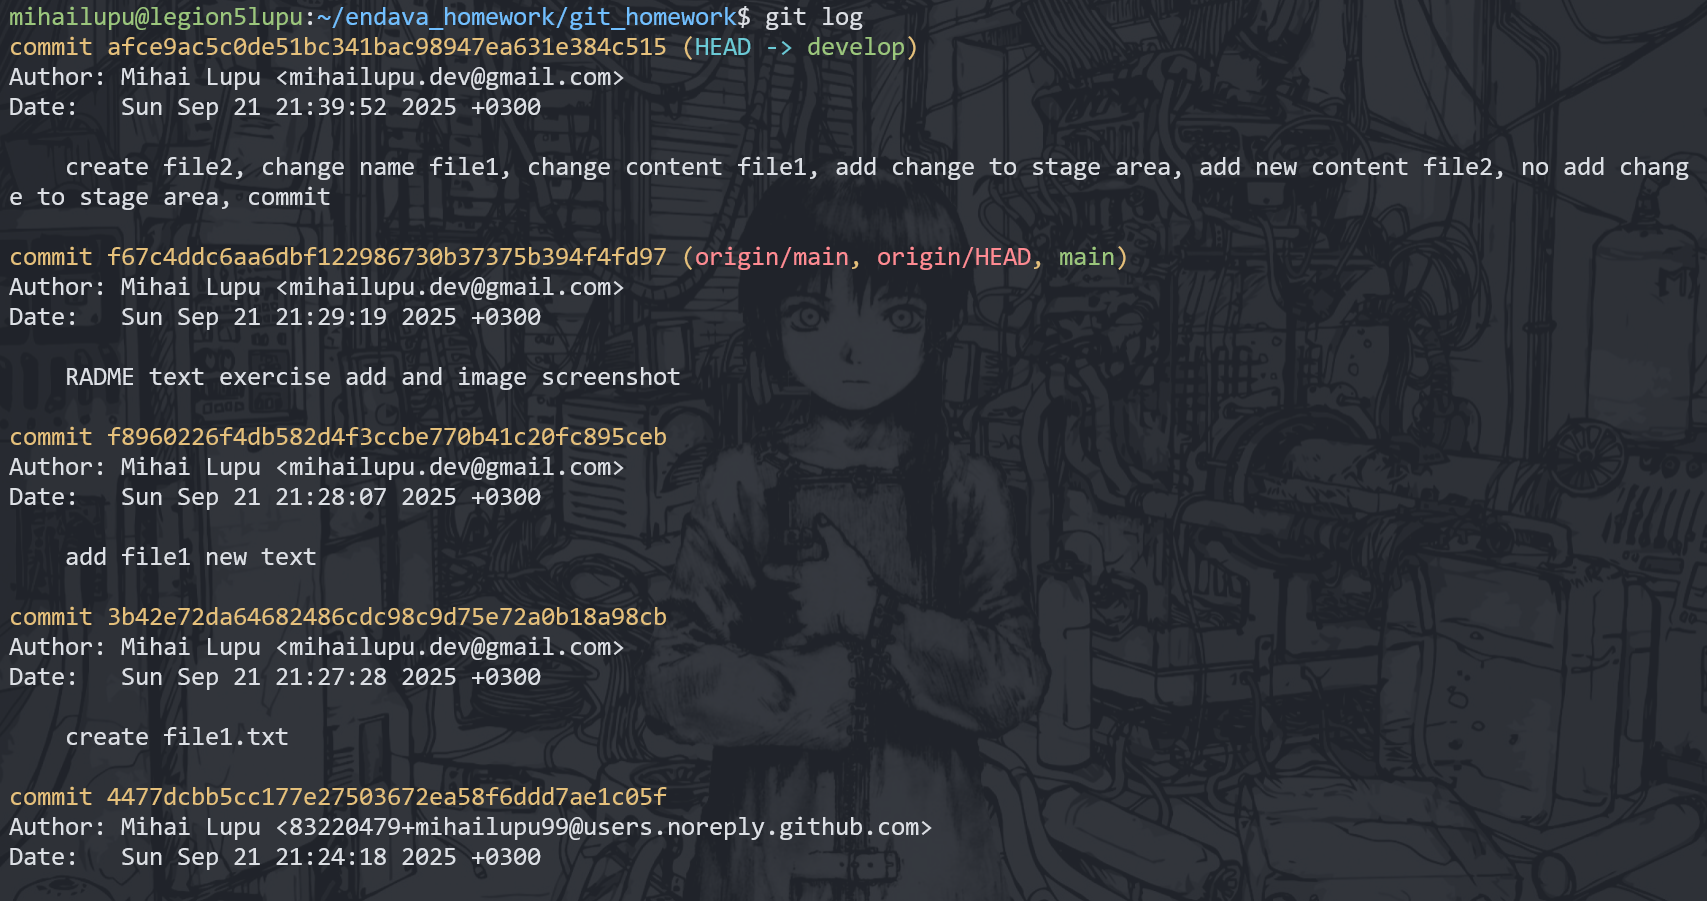 mihailupu@legion5lupu:~/endava_homework/git_homework$ git log
commit afce9ac5c0de51bc341bac98947ea631e384c515 (HEAD -> develop)
Author: Mihai Lupu <mihailupu.dev@gmail.com>
Date:   Sun Sep 21 21:39:52 2025 +0300
    create file2, change name file1, change content file1, add change to stage area, add new content file2, no add chang
e to stage area, commit
commit f67c4ddc6aa6dbf122986730b37375b394f4fd97 (origin/main, origin/HEAD, main)
Author: Mihai Lupu <mihailupu.dev@gmail.com>
Date:   Sun Sep 21 21:29:19 2025 +0300
    RADME text exercise add and image screenshot
commit f8960226f4db582d4f3ccbe770b41c20fc895ceb
Author: Mihai Lupu <mihailupu.dev@gmail.com>
Date:   Sun Sep 21 21:28:07 2025 +0300
    add file1 new text
commit 3b42e72da64682486cdc98c9d75e72a0b18a98cb
Author: Mihai Lupu <mihailupu.dev@gmail.com>
Date:   Sun Sep 21 21:27:28 2025 +0300
    create file1.txt
commit 4477dcbb5cc177e27503672ea58f6ddd7ae1c05f
Author: Mihai Lupu <83220479+mihailupu99@users.noreply.github.com>
Date:   Sun Sep 21 21:24:18 2025 +0300